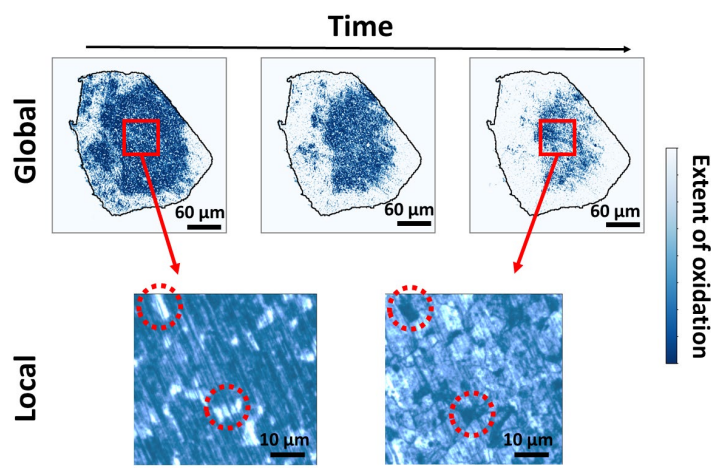 Time
Global
60 μm
60 μm
60 μm
Extent of oxidation
Local
10 μm
10 μm